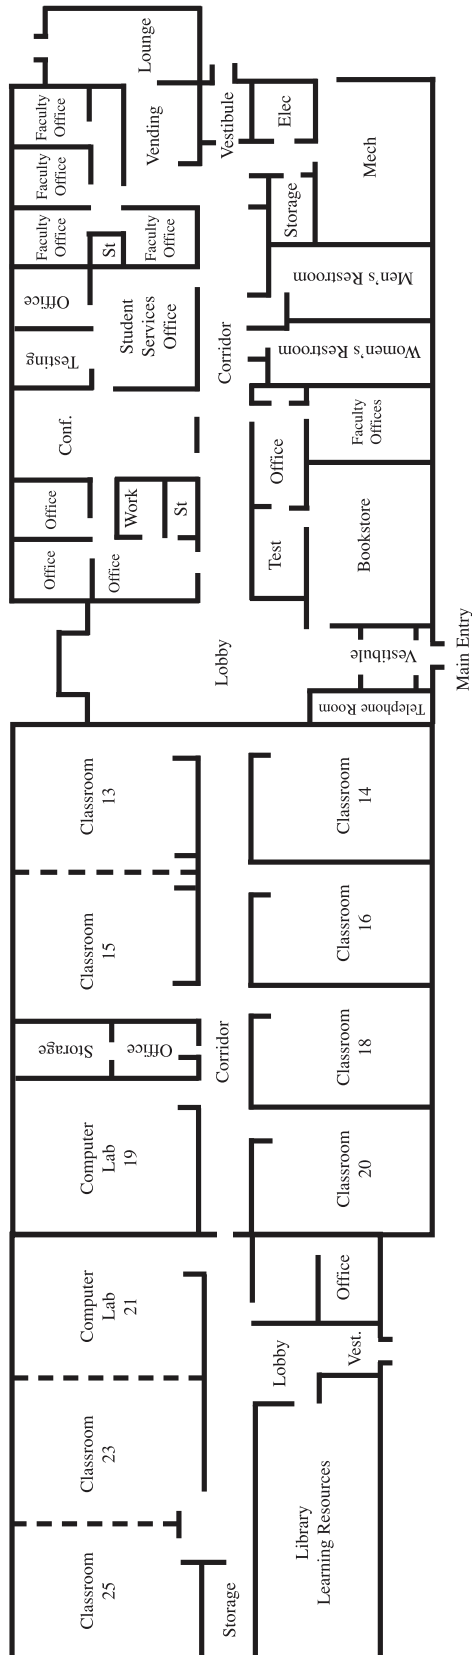 Lounge
Vending
Vestibule
Elec
Mech
Faculty
Office
Faculty
Office
Faculty
Office
St
Faculty
Office
Storage
Men's Restroom
Office
Testing
Student
Services
Office
Corridor
Women's Restroom
Conf.
Office
Faculty
Offices
Office
Work
St
Test
Bookstore
Office
Office
Lobby
Vestibule
Main Entry
Telephone Room
Classroom
13
Classroom
14
Classroom
15
Classroom
16
Storage
Office
Corridor
Classroom
18
Computer
Lab
19
Classroom
20
Computer
Lab
21
Office
Lobby
Vest.
Classroom
23
Library
Learning Resources
Classroom
25
Storage